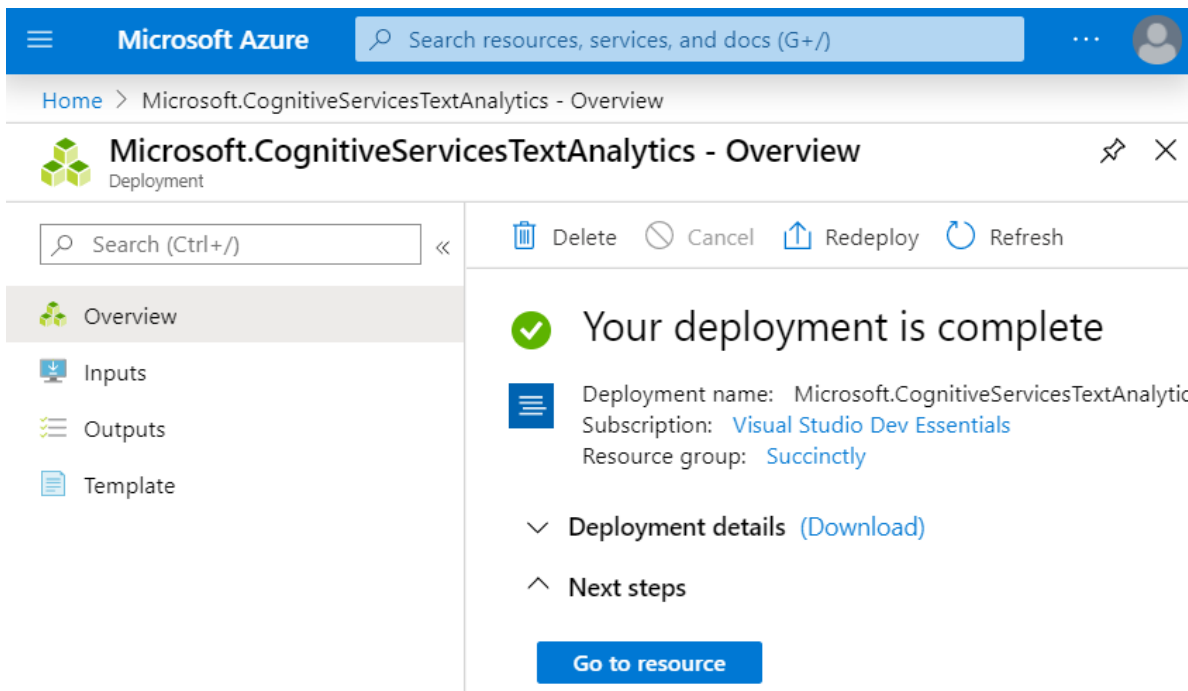 Microsoft Azure
Search resources, services, and docs (G+/)
...
Home > Microsoft.CognitiveServicesTextAnalytics - Overview
Microsoft.CognitiveServicesTextAnalytics - Overview
Deployment
Search (Ctrl+/)
«
Overview
Inputs
Outputs
Template
Delete
Cancel
Redeploy
Refresh
Your deployment is complete
Deployment name: Microsoft.CognitiveServicesTextAnalytic
Subscription: Visual Studio Dev Essentials
Resource group: Succinctly
Deployment details (Download)
Next steps
Go to resource